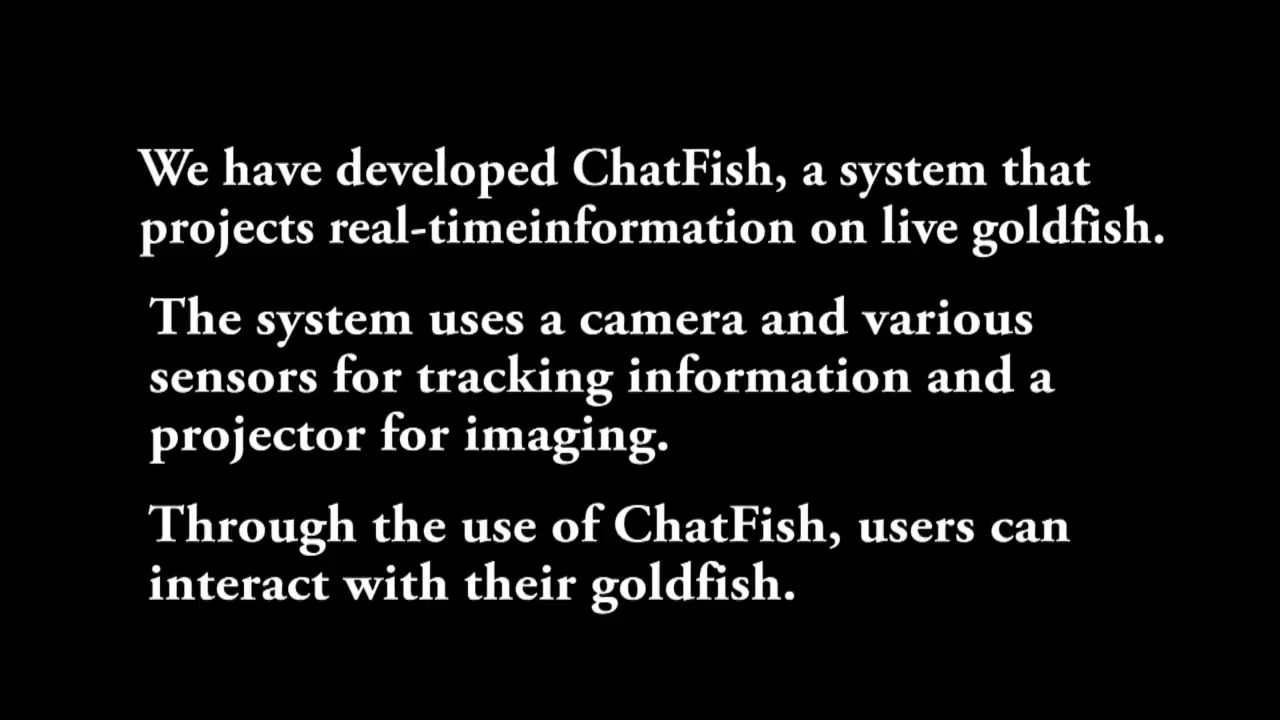 We have developed ChatFish, a system that
projects real-timeinformation on live goldfish.
The system uses a camera and various
sensors for tracking information and a
projector for imaging.
Through the use of ChatFish, users can
interact with their goldfish.